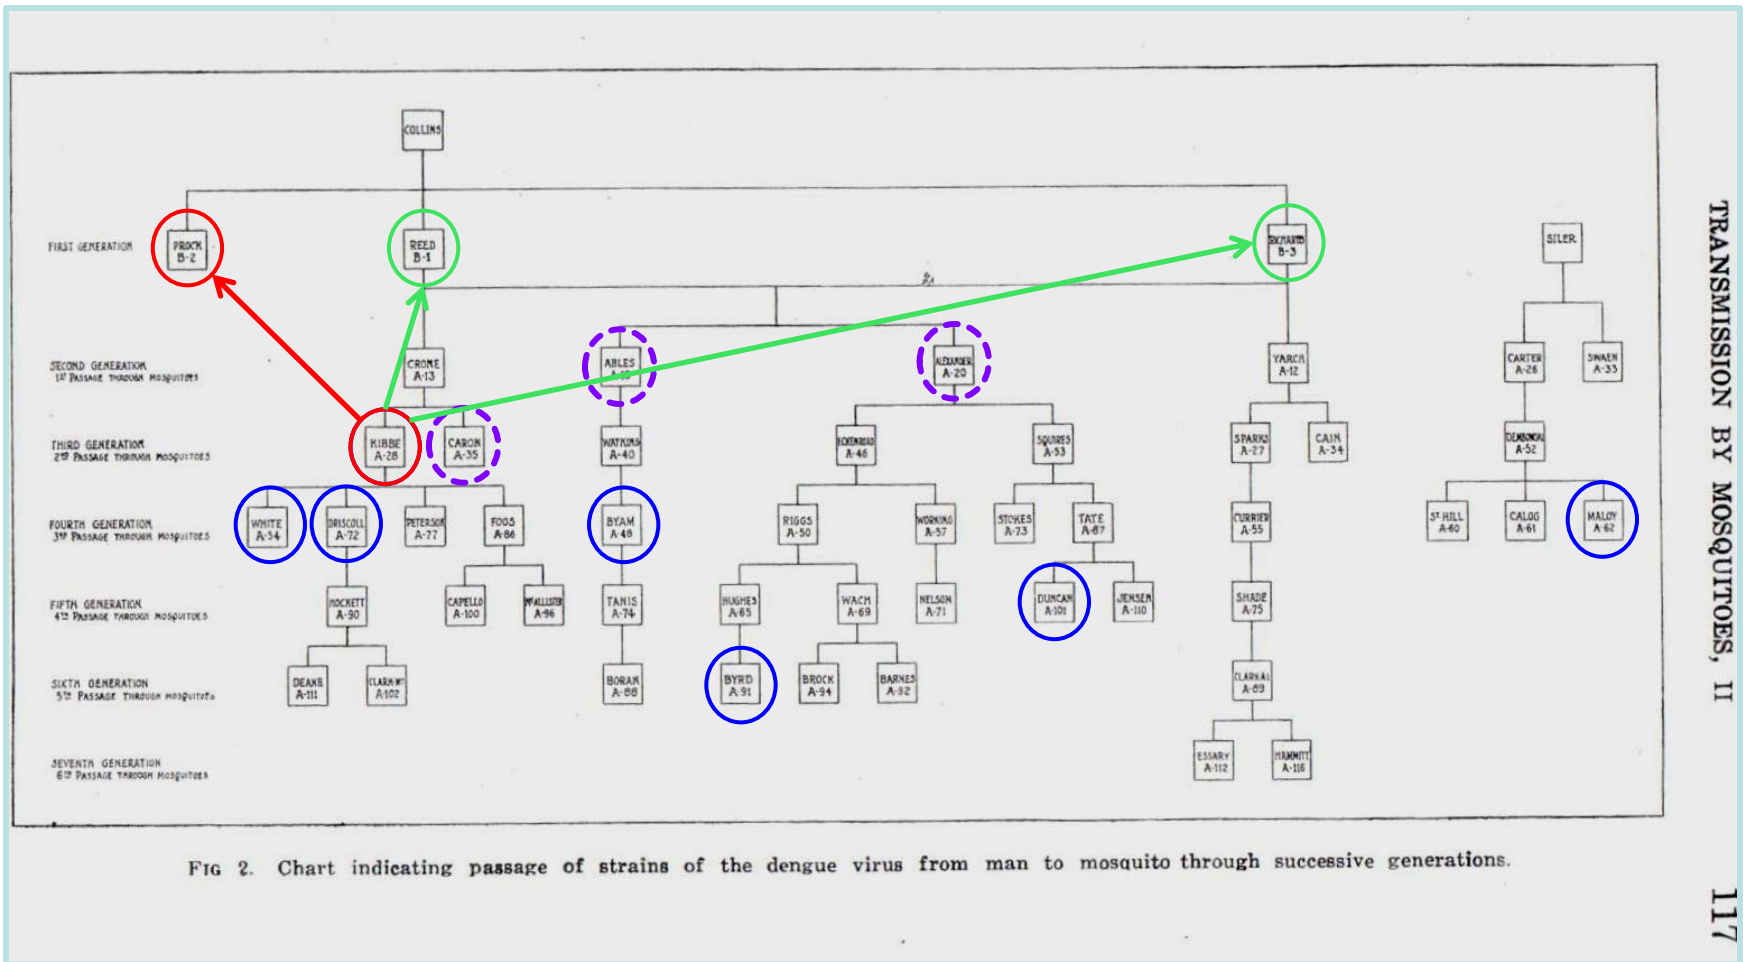 COLLINS
FIRST GENERATION
PROCK
B-2
REED
B-1
B-3
SILER
SECOND GENERATION
1ST PASSAGE THROUGH MOSQUITOES
CROME
A-13
ABLES
ALEXANDER
A-20
YARCH
A-12
CARTER
A-26
SWAEN
A-33
THIRD GENERATION
2ND PASSAGE THROUGH MOSQUITOES
KIBBE
A-28
CARON
A-35
WATKINS
A-40
A-46
SQUIRES
A-53
SPARKS
A-27
CAIN
A-34
A-52
FOURTH GENERATION
3RD PASSAGE THROUGH MOSQUITOES
WHITE
A-54
DRISCOLL
A-72
PETERSON
A-77
FOOS
A-86
BYAM
A-48
RIGGS
A-50
WORKING
A-57
STOKES
A-73
TATE
A-67
CURRIER
A-55
ST. HILL
A-60
CALOG
A-61
MALOY
A-62
FIFTH GENERATION
4TH PASSAGE THROUGH MOSQUITOES
HOCKETT
A-90
CAPELLO
A-100
MCALLISTER
A-96
TANIS
A-74
HUGHES
A-65
WACH
A-69
NELSON
A-71
DUNCAN
A-101
JENSEN
A-110
SHADE
A-75
SIXTH GENERATION
5TH PASSAGE THROUGH MOSQUITOES
DEANS
A-111
A-102
BORAN
A-88
BYRD
A-91
BROCK
A-94
BARNES
A-92
A-89
SEVENTH GENERATION
6TH PASSAGE THROUGH MOSQUITOES
ESSARY
A-112
HAMMITT
A-116
FIG 2. Chart indicating passage of strains of the dengue virus from man to mosquito through successive generations.
TRANSMISSION BY MOSQUITOES, II
117